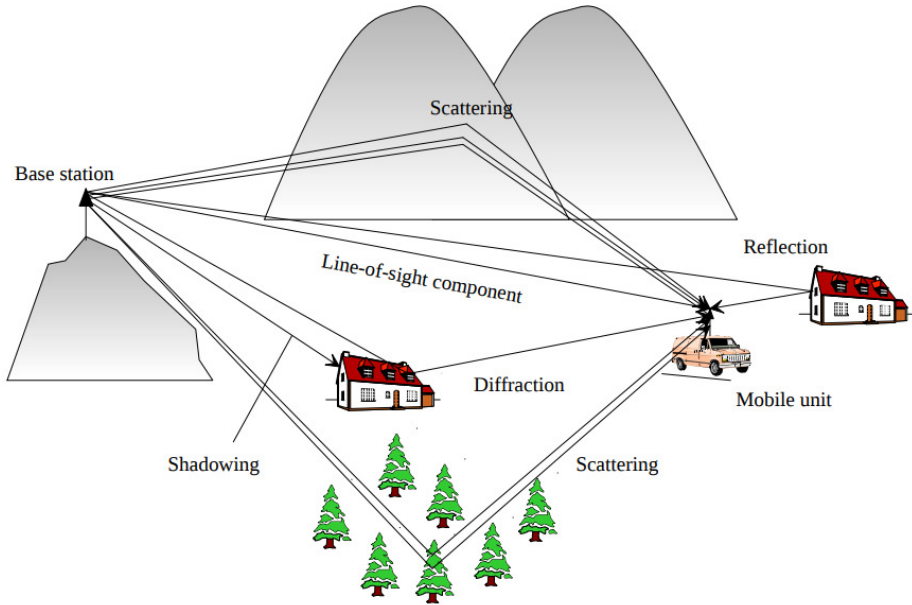 Scattering
Base station
Reflection
Line-of-sight component
Diffraction
Mobile unit
Shadowing
Scattering